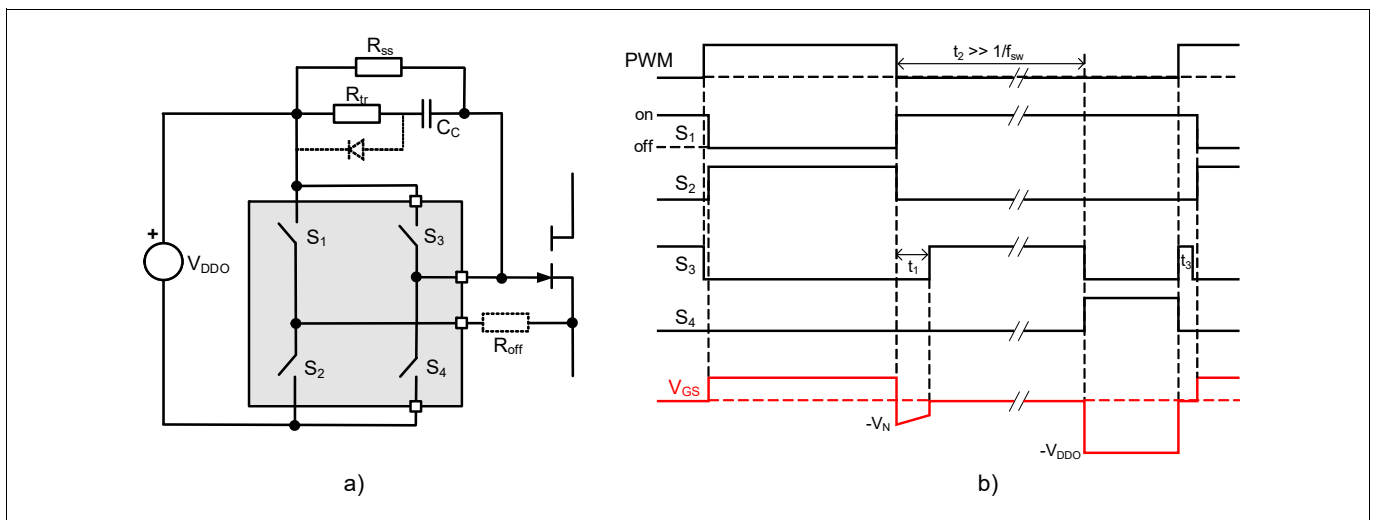 R_ss
R_tr
C_C
S_1
S_3
+
V_DDO
S_2
S_4
R_off
a)
PWM
t_2 >> 1/f_sw
on
S_1
off
S_2
S_3
t_1
t_3
S_4
V_GS
-V_N
-V_DDO
b)